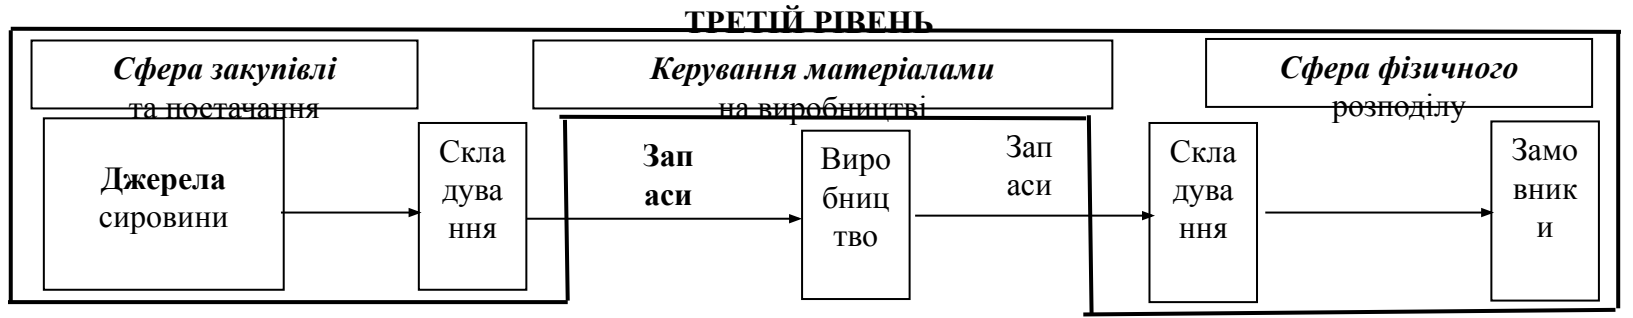 ТРЕТІЙ РІВЕНЬ
Сфера закупівлі
та постачання
Керування матеріалами
на виробництві
Сфера фізичного
розподілу
Джерела
сировини
Скла
дува
ння
Зап
аси
Виро
бниц
тво
Зап
аси
Скла
дува
ння
Замо
вник
и